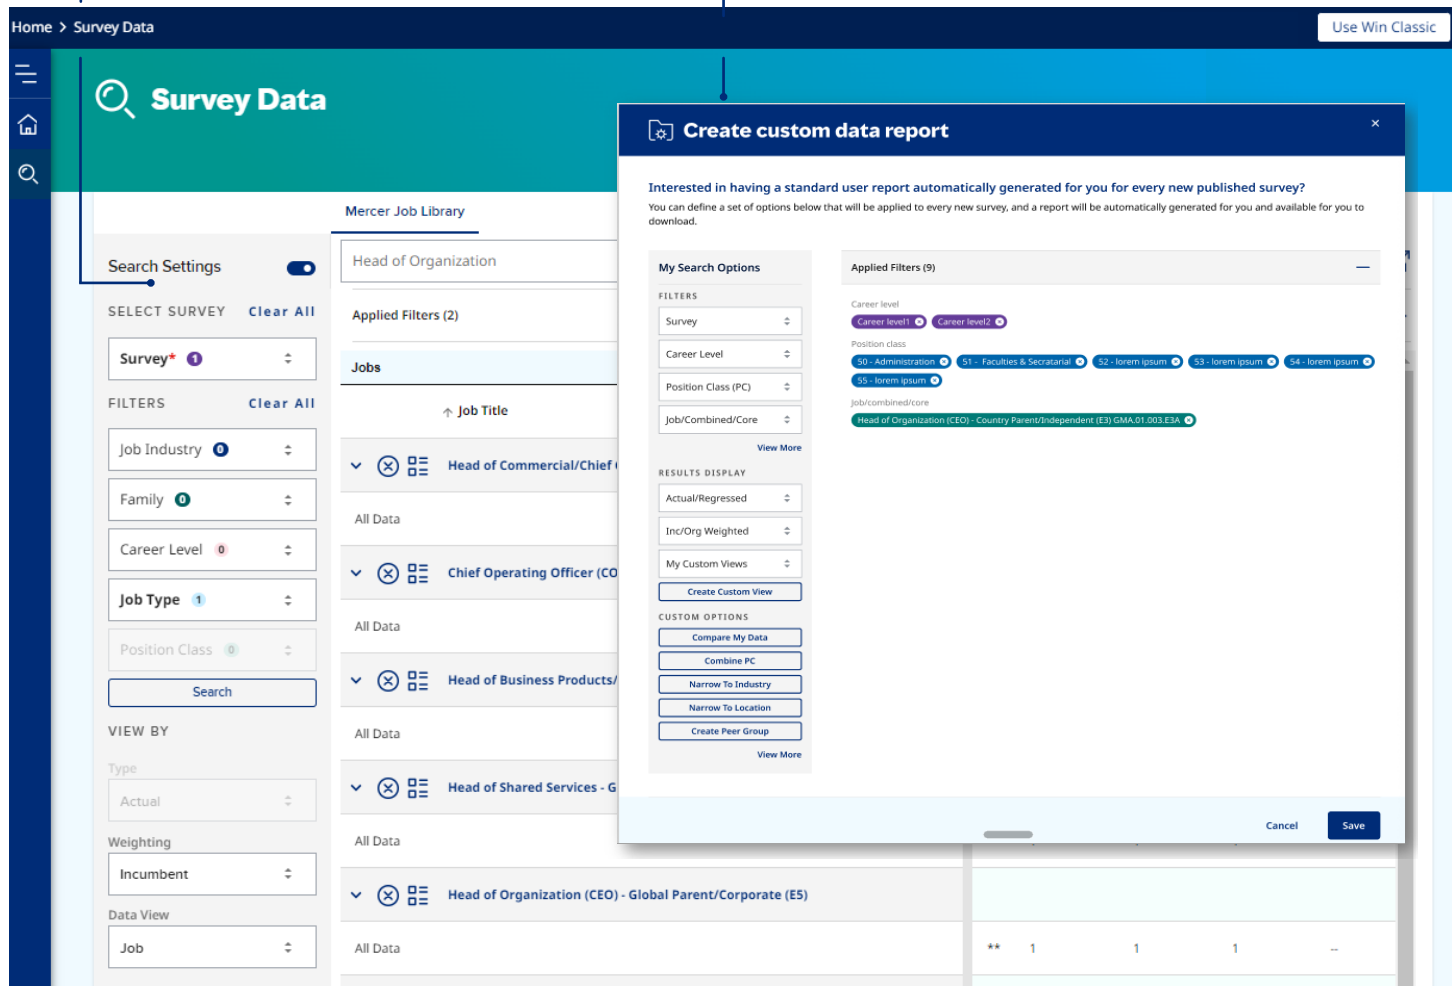 Home > Survey Data
Use Win Classic
Survey Data
Mercer Job Library
Search Settings
SELECT SURVEY Clear All
Survey* 1
FILTERS Clear All
Job Industry 0
Family 0
Career Level 0
Job Type 1
Position Class 0
Search
VIEW BY
Type
Actual
Weighting
Incumbent
Data View
Job
Head of Organization
Applied Filters (2)
Jobs
Job Title
Head of Commercial/Chief
All Data
Chief Operating Officer (CO
All Data
Head of Business Products/
All Data
Head of Shared Services - G
All Data
Head of Organization (CEO) - Global Parent/Corporate (E5)
All Data
** 1 1 1 --
Create custom data report
Interested in having a standard user report automatically generated for you for every new published survey?
You can define a set of options below that will be applied to every new survey, and a report will be automatically generated for you and available for you to
download.
My Search Options
FILTERS
Survey
Career Level
Position Class (PC)
Job/Combined/Core
View More
RESULTS DISPLAY
Actual/Regressed
Inc/Org Weighted
My Custom Views
Create Custom View
CUSTOM OPTIONS
Compare My Data
Combine PC
Narrow To Industry
Narrow To Location
Create Peer Group
View More
Applied Filters (9)
Career level
Career level1 Career level2
Position class
50 - Administration 51 - Faculties & Secratarial 52 - lorem ipsum 53 - lorem ipsum 54 - lorem ipsum
55 - lorem ipsum
Job/combined/core
Head of Organization (CEO) - Country Parent/Independent (E3) GMA.01.003.E3A
Cancel
Save